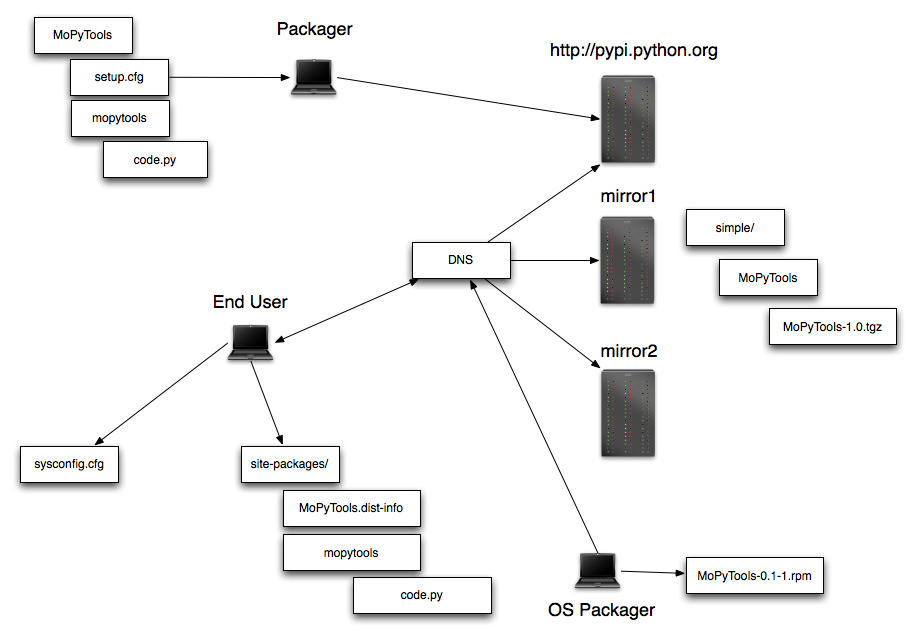 MoPyTools
Packager
setup.cfg
mopytools
code.py
http://pypi.python.org
mirror1
simple/
MoPyTools
MoPyTools-1.0.tgz
DNS
End User
mirror2
sysconfig.cfg
site-packages/
MoPyTools.dist-info
mopytools
code.py
MoPyTools-0.1-1.rpm
OS Packager